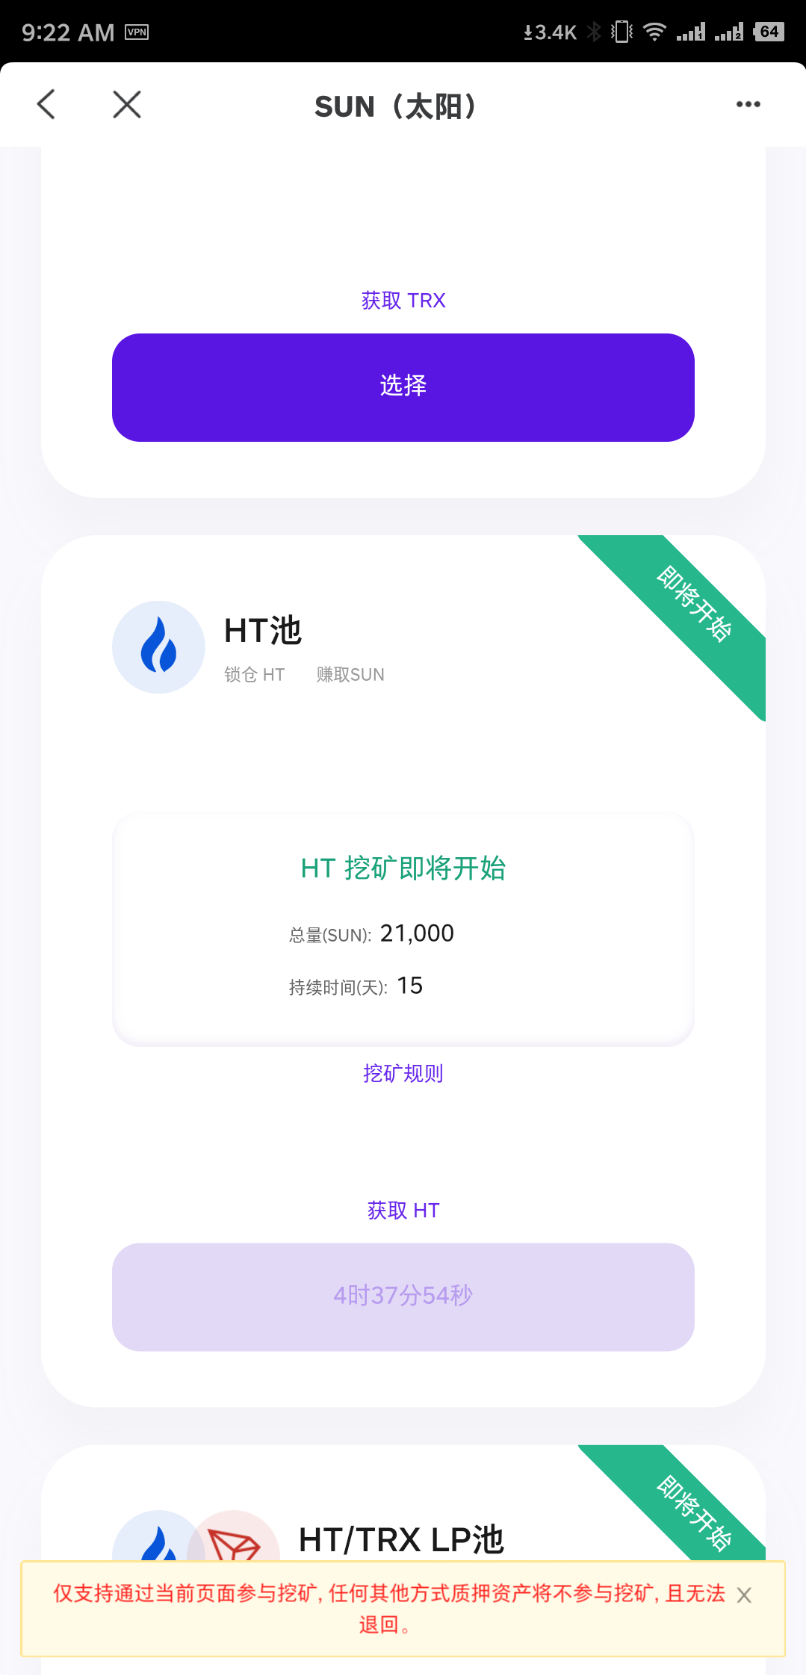 9:22 AM VPN
3.4K
64
SUN（太阳）
获取 TRX
选择
即将开始
HT池
锁仓 HT 赚取SUN
HT 挖矿即将开始
总量(SUN): 21,000
持续时间(天): 15
挖矿规则
获取 HT
4时37分54秒
即将开始
HT/TRX LP池
仅支持通过当前页面参与挖矿, 任何其他方式质押资产将不参与挖矿, 且无法
退回。